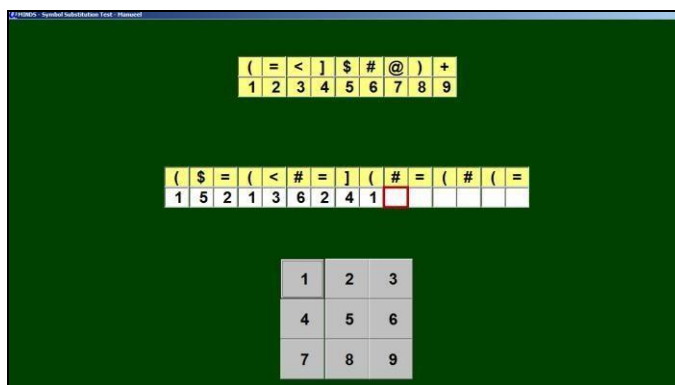 MINDS - Symbol Substitution Test - Manueel
( = < ] $ # @ ) +
1 2 3 4 5 6 7 8 9
( $ = ( < # = ] ( # = ( # ( =
1 5 2 1 3 6 2 4 1
1 2 3
4 5 6
7 8 9